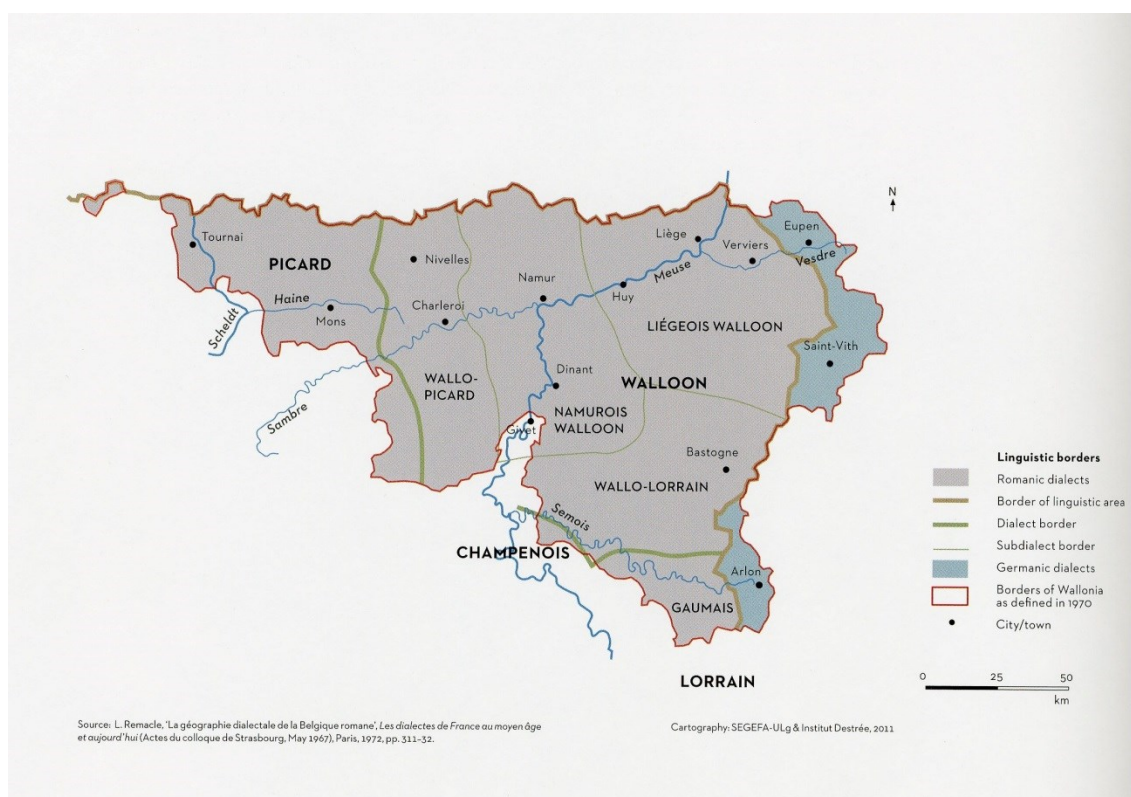 N
Tournai
PICARD
Nivelles
Liège
Verviers
Eupen
Vesdre
Meuse
Namur
Huy
Haine
Mons
Charleroi
Scheldt
LIÉGEOIS WALLOON
Saint-Vith
WALLO-
PICARD
Dinant
WALLOON
Sambre
NAMUROIS
WALLOON
Givet
Bastogne
WALLO-LORRAIN
Semois
CHAMPENOIS
Arlon
GAUMAIS
LORRAIN
Linguistic borders
Romanic dialects
Border of linguistic area
Dialect border
Subdialect border
Germanic dialects
Borders of Wallonia
as defined in 1970
City/town
0 25 50
km
Source: L. Remacle, 'La géographie dialectale de la Belgique romane', Les dialectes de France au moyen âge
et aujourd'hui (Actes du colloque de Strasbourg, May 1967), Paris, 1972, pp. 311–32.
Cartography: SEGEFA-ULg & Institut Destrée, 2011